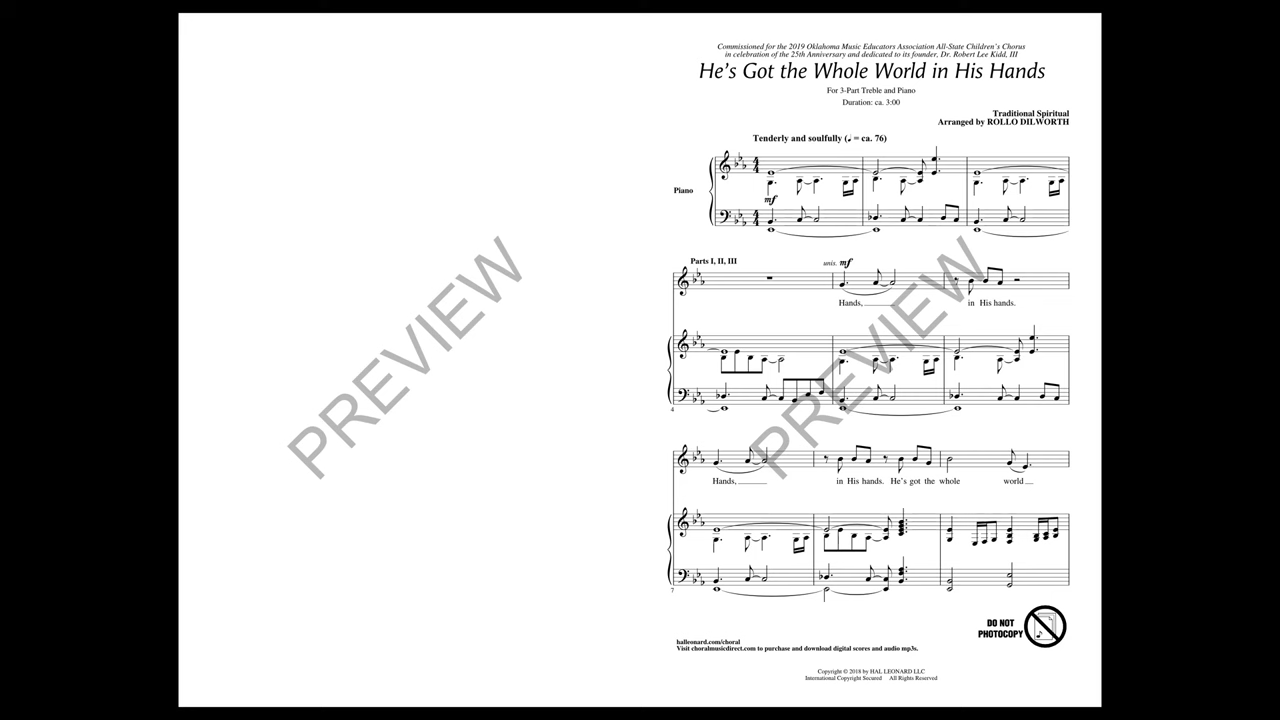 Commissioned for the 2019 Oklahoma Music Educators Association All-State Children's Chorus
in celebration of the 25th Anniversary and dedicated to its founder, Dr. Robert Lee Kidd, III
He's Got the Whole World in His Hands
For 3-Part Treble and Piano
Duration: ca. 3:00
Traditional Spiritual
Arranged by ROLLO DILWORTH
Tenderly and soulfully (♩ = ca. 76)
Piano
mf
Parts I, II, III
unis. mf
Hands, in His hands.
4
Hands, in His hands. He's got the whole world
7
PREVIEW
PREVIEW
DO NOT
PHOTOCOPY
halleonard.com/choral
Visit choralmusicdirect.com to purchase and download digital scores and audio mp3s.
Copyright © 2018 by HAL LEONARD LLC
International Copyright Secured All Rights Reserved